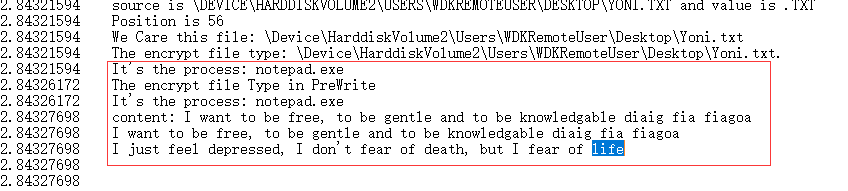 2.84321594 source is \DEVICE\HARDDISKVOLUME2\USERS\WDKREMOTEUSER\DESKTOP\YONI.TXT and value is .TXT
2.84321594 Position is 56
2.84321594 We Care this file: \Device\HarddiskVolume2\Users\WDKRemoteUser\Desktop\Yoni.txt
2.84321594 The encrypt file type: \Device\HarddiskVolume2\Users\WDKRemoteUser\Desktop\Yoni.txt.
2.84321594 It's the process: notepad.exe
2.84326172 The encrypt file Type in PreWrite
2.84326172 It's the process: notepad.exe
2.84327698 content: I want to be free, to be gentle and to be knowledgable diaig fia fiagoa
2.84327698 I want to be free, to be gentle and to be knowledgable diaig fia fiagoa
2.84327698 I just feel depressed, I don't fear of death, but I fear of life
2.84327698
2.84327698